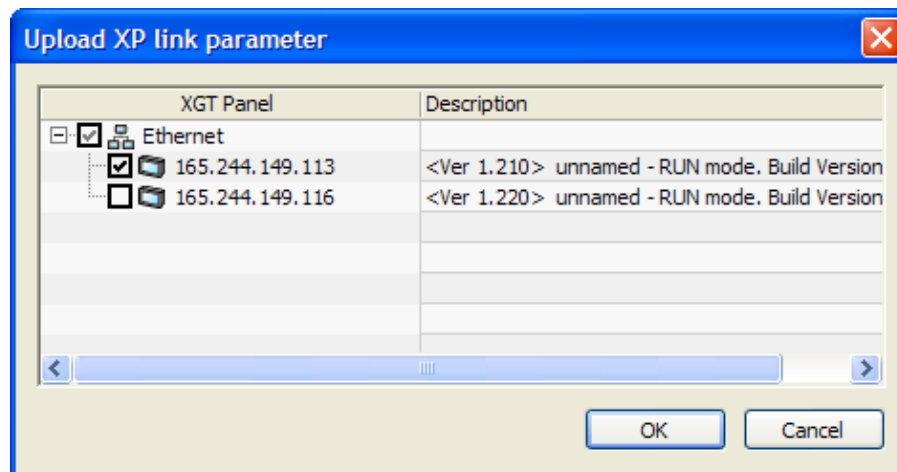 Upload XP link parameter
XGT Panel Description
Ethernet
165.244.149.113 <Ver 1.210> unnamed - RUN mode. Build Version
165.244.149.116 <Ver 1.220> unnamed - RUN mode. Build Version
OK Cancel